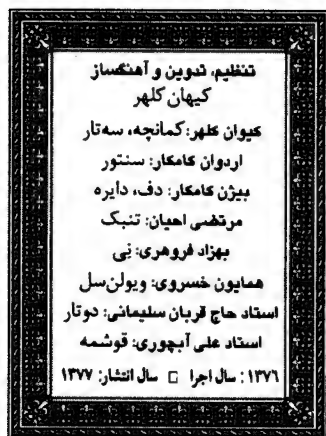 تنظیم، تدوین و آهنگساز
کیهان کلهر
کیوان کلهر: کمانچه، سه‌تار
اردوان کامکار: سنتور
بیژن کامکار: دف، دایره
مرتضی اعیان: تنبک
بهزاد فروهری: نِی
همایون خسروی: ویولن‌سل
استاد حاج قربان سلیمانی: دوتار
استاد علی آبچوری: قوشمه
۱۳۷۶ : سال اجرا □ سال انتشار: ۱۳۷۷